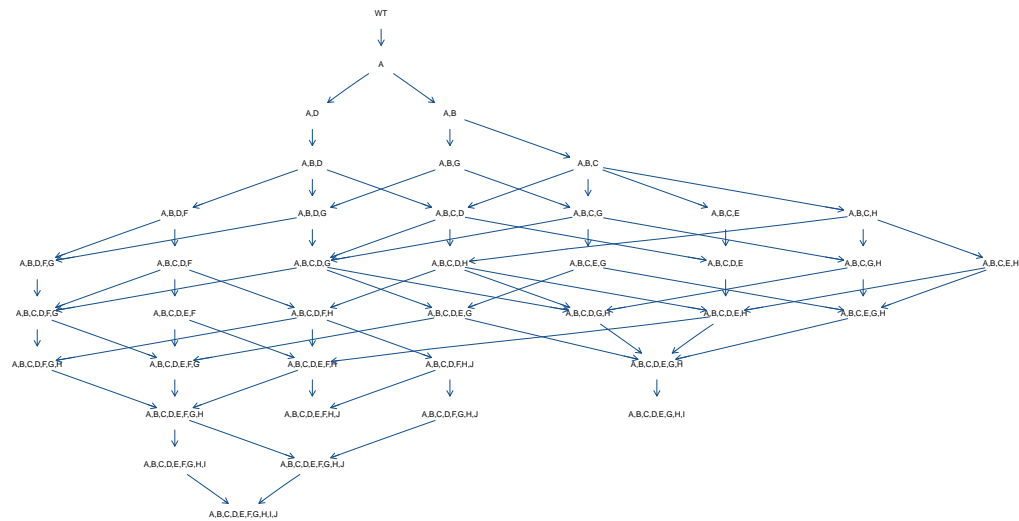 WT
A
A,D A,B
A,B,D A,B,G A,B,C
A,B,D,F A,B,D,G A,B,C,D A,B,C,G A,B,C,E A,B,C,H
A,B,D,F,G A,B,C,D,F A,B,C,D,G A,B,C,D,H A,B,C,E,G A,B,C,D,E A,B,C,G,H A,B,C,E,H
A,B,C,D,F,G A,B,C,D,E,F A,B,C,D,F,H A,B,C,D,E,G A,B,C,D,G,H A,B,C,D,E,H A,B,C,E,G,H
A,B,C,D,F,G,H A,B,C,D,E,F,G A,B,C,D,E,F,H A,B,C,D,F,H,J A,B,C,D,E,G,H
A,B,C,D,E,F,G,H A,B,C,D,E,F,H,J A,B,C,D,F,G,H,J A,B,C,D,E,G,H,I
A,B,C,D,E,F,G,H,I A,B,C,D,E,F,G,H,J
A,B,C,D,E,F,G,H,I,J